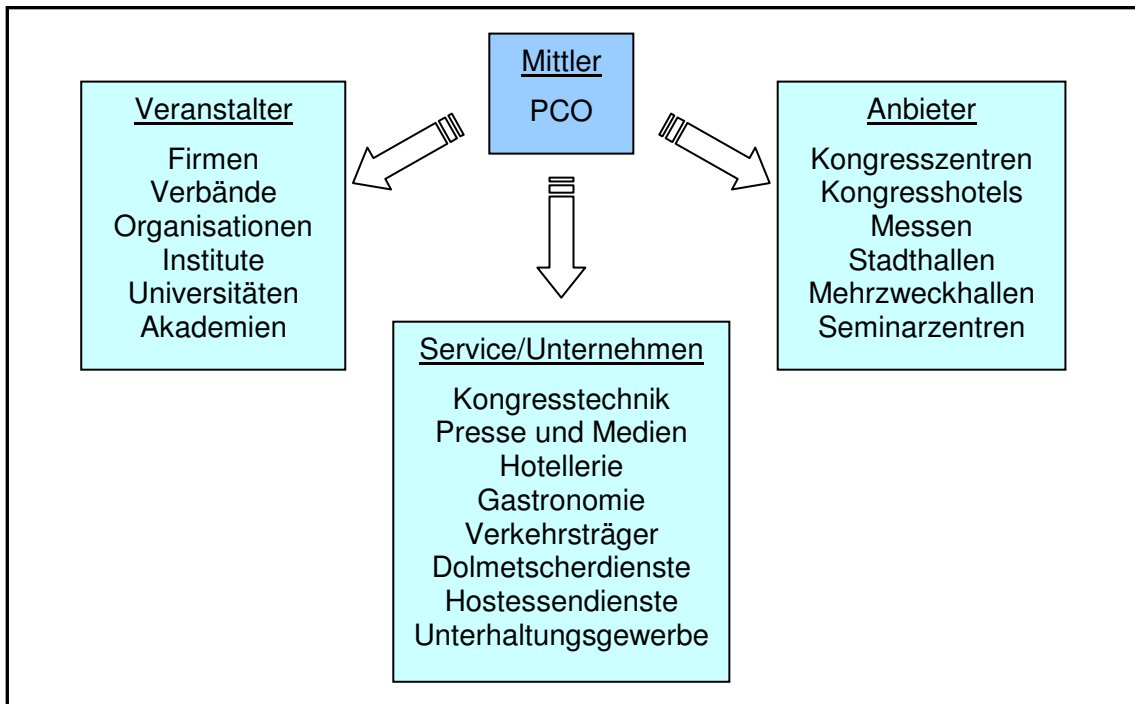 Mittler
PCO
Veranstalter
Firmen
Verbände
Organisationen
Institute
Universitäten
Akademien
Anbieter
Kongresszentren
Kongresshotels
Messen
Stadthallen
Mehrzweckhallen
Seminarzentren
Service/Unternehmen
Kongresstechnik
Presse und Medien
Hotellerie
Gastronomie
Verkehrsträger
Dolmetscherdienste
Hostessendienste
Unterhaltungsgewerbe